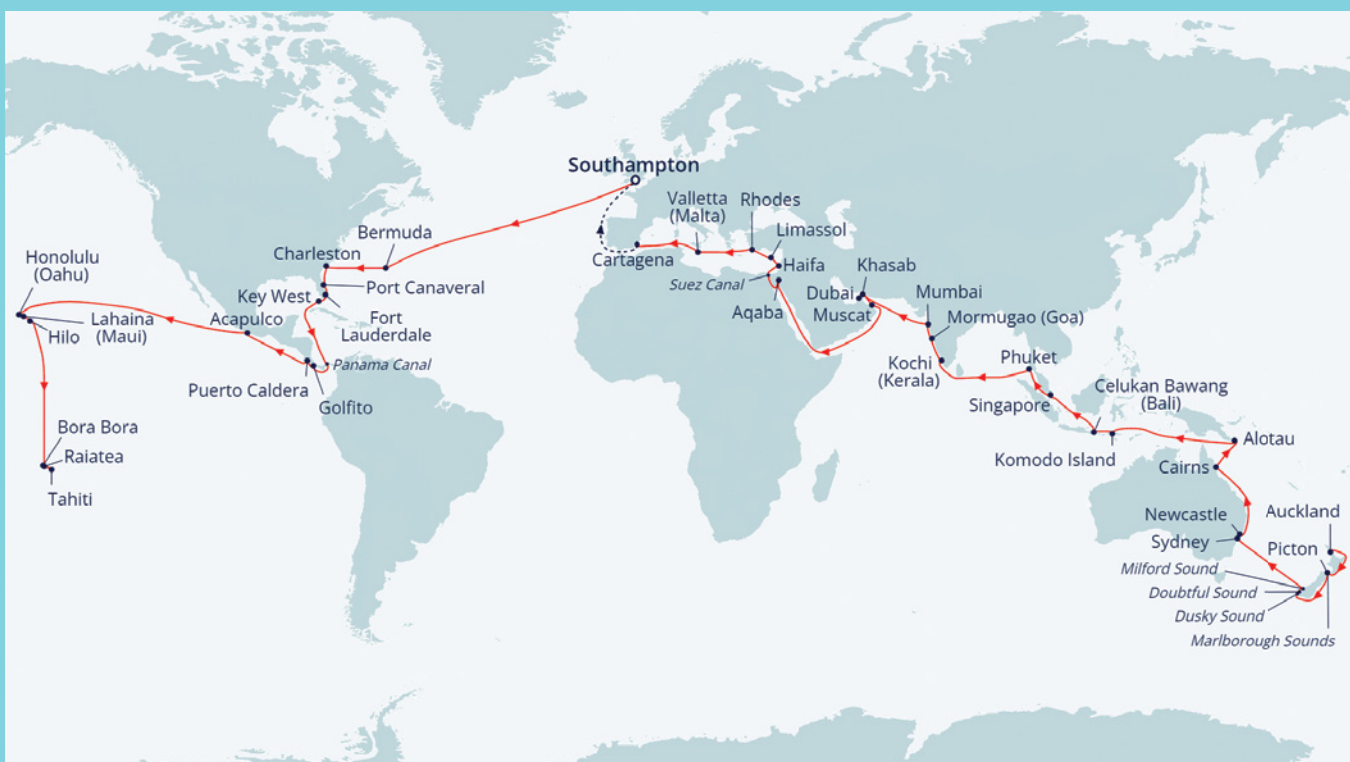 Southampton
Bermuda
Charleston
Port Canaveral
Key West
Fort
Lauderdale
Panama Canal
Honolulu
(Oahu)
Lahaina
(Maui)
Hilo
Acapulco
Puerto Caldera
Golfito
Bora Bora
Raiatea
Tahiti
Valletta
(Malta)
Rhodes
Limassol
Cartagena
Haifa
Suez Canal
Aqaba
Khasab
Dubai
Muscat
Mumbai
Mormugao (Goa)
Kochi
(Kerala)
Phuket
Singapore
Celukan Bawang
(Bali)
Komodo Island
Alotau
Cairns
Newcastle
Sydney
Auckland
Picton
Milford Sound
Doubtful Sound
Dusky Sound
Marlborough Sounds